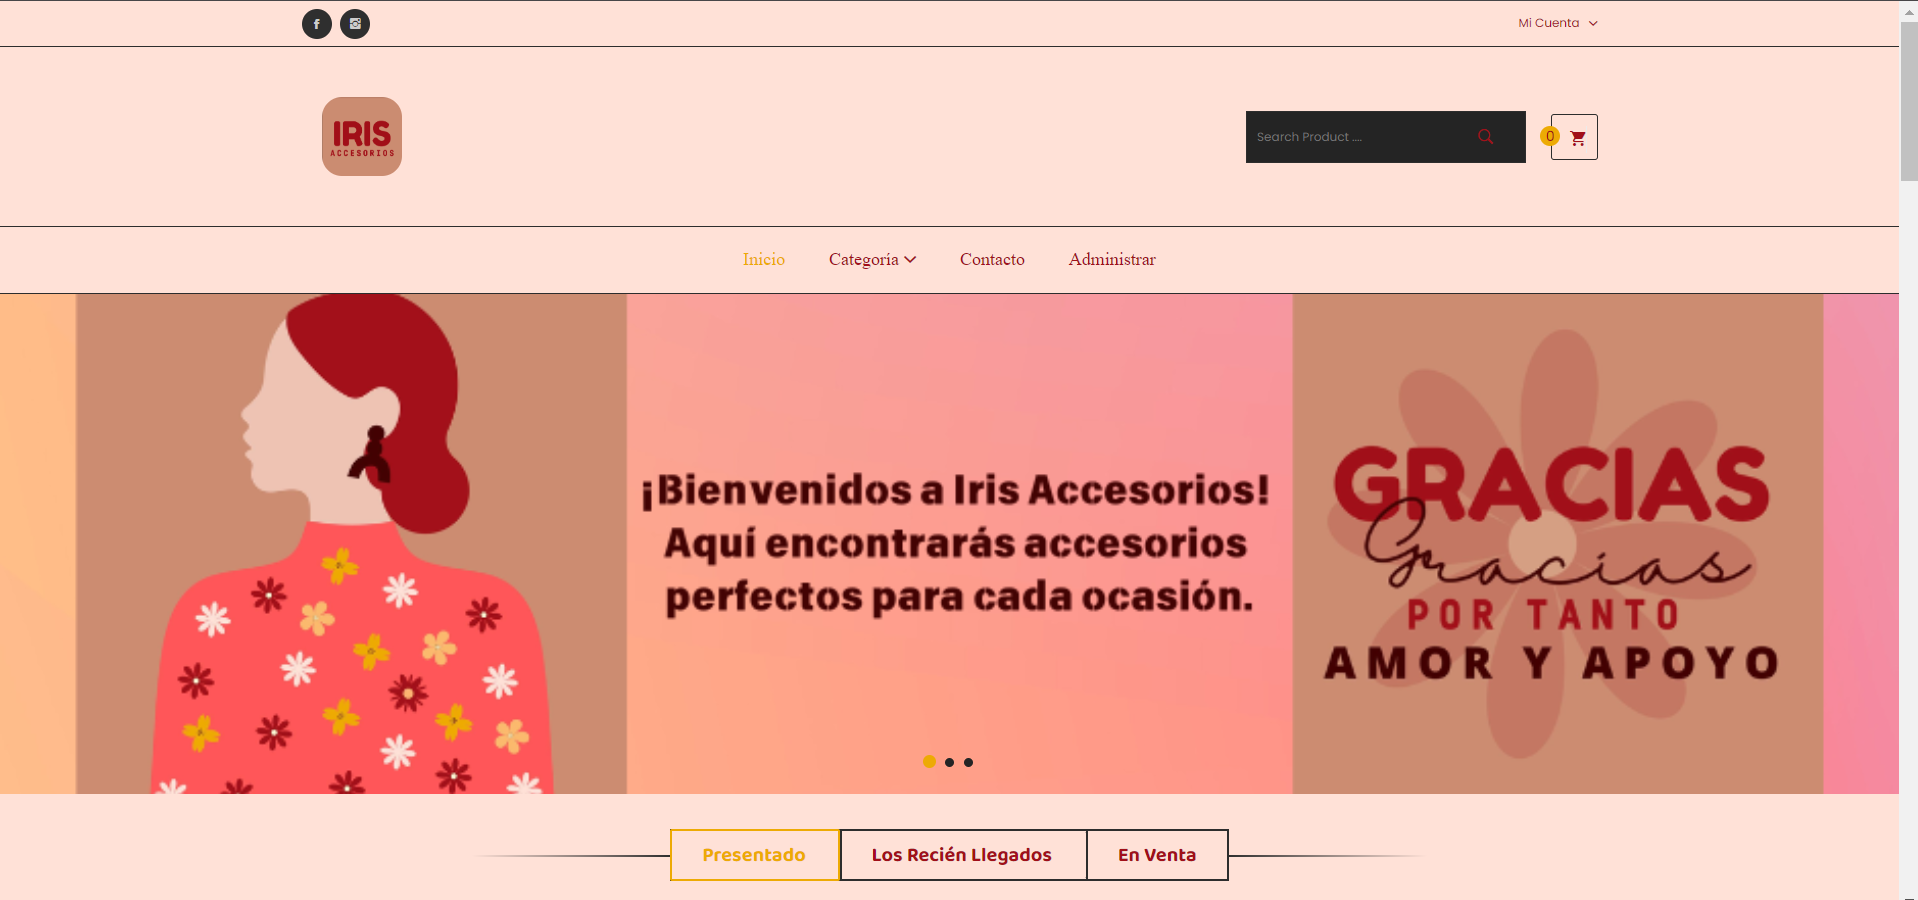 Mi Cuenta
IRIS
ACCESORIOS
Search Product ....
0
Inicio
Categoría
Contacto
Administrar
¡Bienvenidos a Iris Accesorios!
Aquí encontrarás accesorios
perfectos para cada ocasión.
GRACIAS
Gracias
POR TANTO
AMOR Y APOYO
Presentado
Los Recién Llegados
En Venta